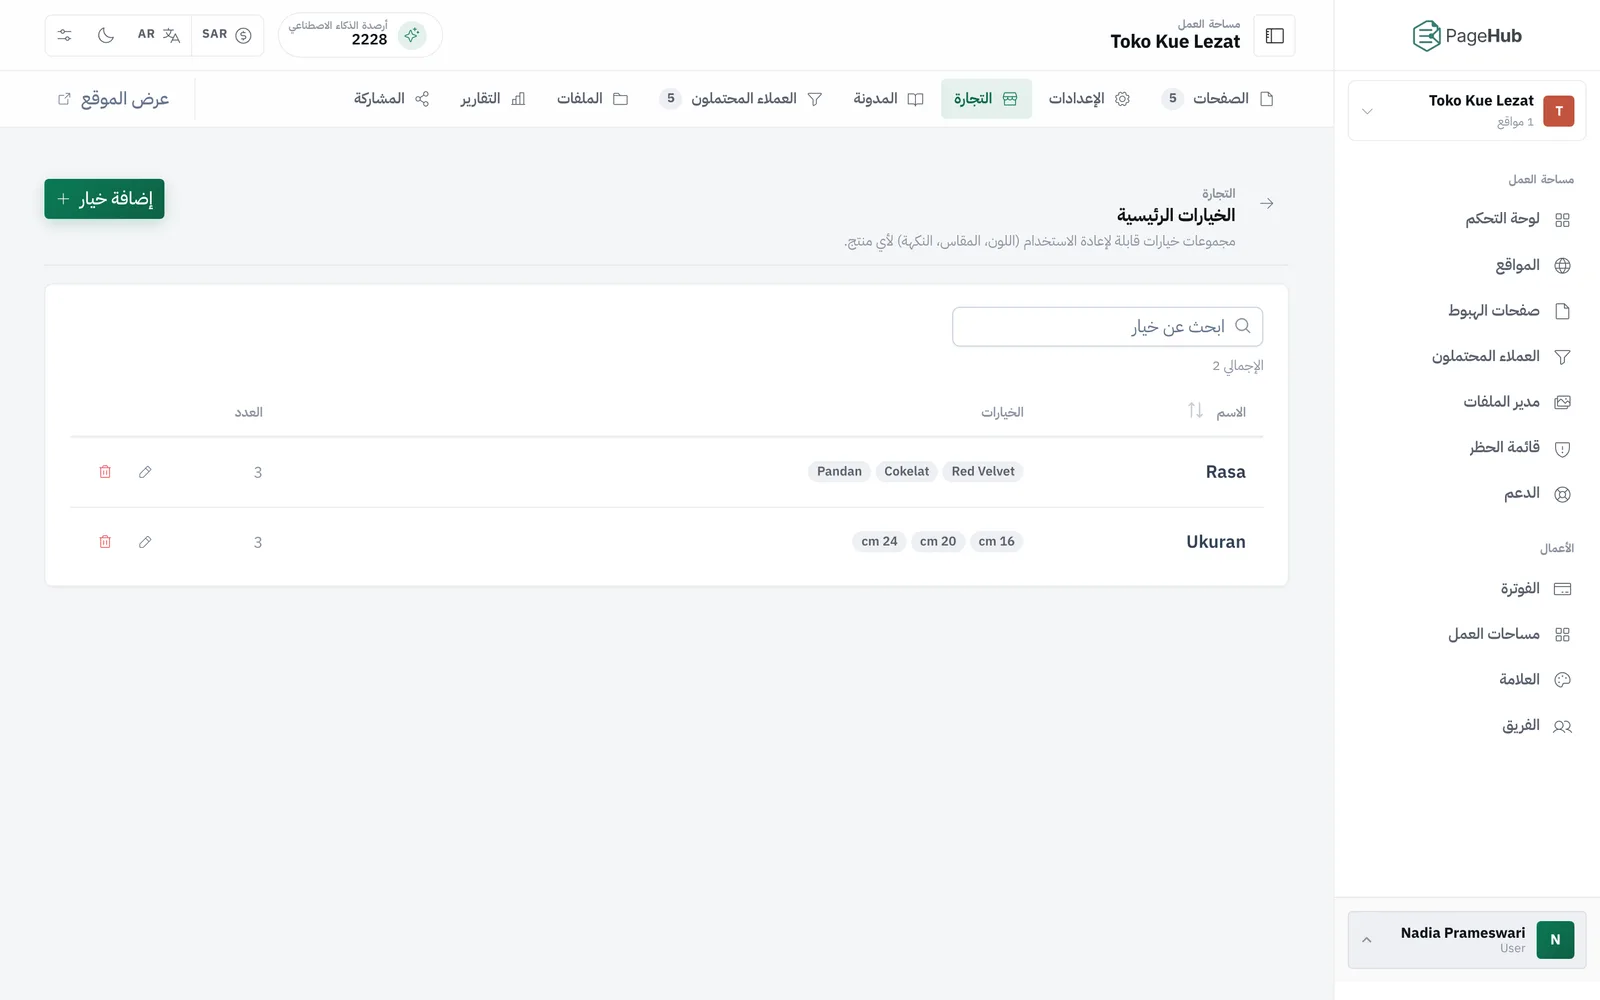 PageHub
Toko Kue Lezat
1 مواقع
مساحة العمل
لوحة التحكم
المواقع
صفحات الهبوط
العملاء المحتملون
مدير الملفات
قائمة الحظر
الدعم
الأعمال
الفوترة
مساحات العمل
العلامة
الفريق
Nadia Prameswari
User
N
T
مساحة العمل
Toko Kue Lezat
أرصدة الذكاء الاصطناعي
2228
SAR
AR
الصفحات 5
الإعدادات
التجارة
المدونة
العملاء المحتملون 5
الملفات
التقارير
المشاركة
عرض الموقع
التجارة
الخيارات الرئيسية
مجموعات خيارات قابلة لإعادة الاستخدام (اللون، المقاس، النكهة) لأي منتج.
إضافة خيار +
ابحث عن خيار
الإجمالي 2
الاسم الخيارات العدد
Rasa Red Velvet Cokelat Pandan 3
Ukuran 16 cm 20 cm 24 cm 3